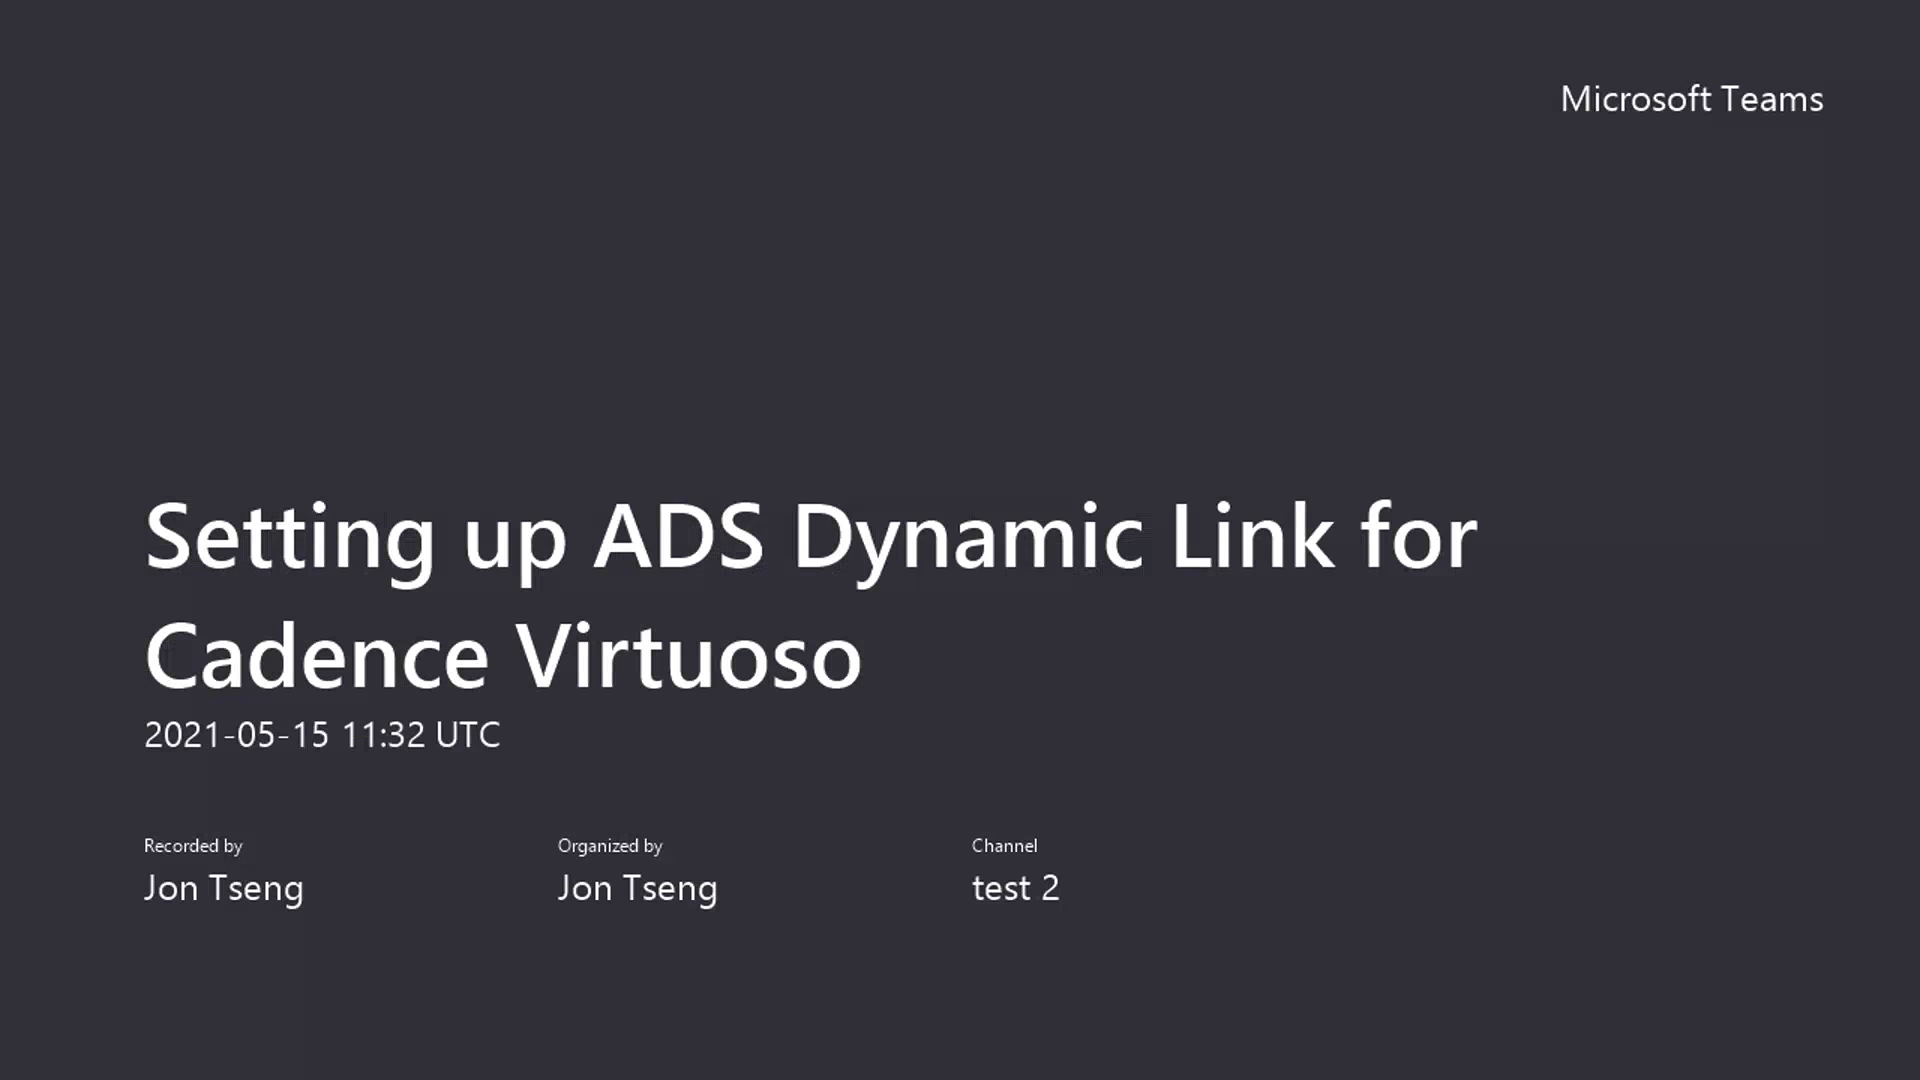 Microsoft Teams
Setting up ADS Dynamic Link for
Cadence Virtuoso
2021-05-15 11:32 UTC
Recorded by
Jon Tseng
Organized by
Jon Tseng
Channel
test 2